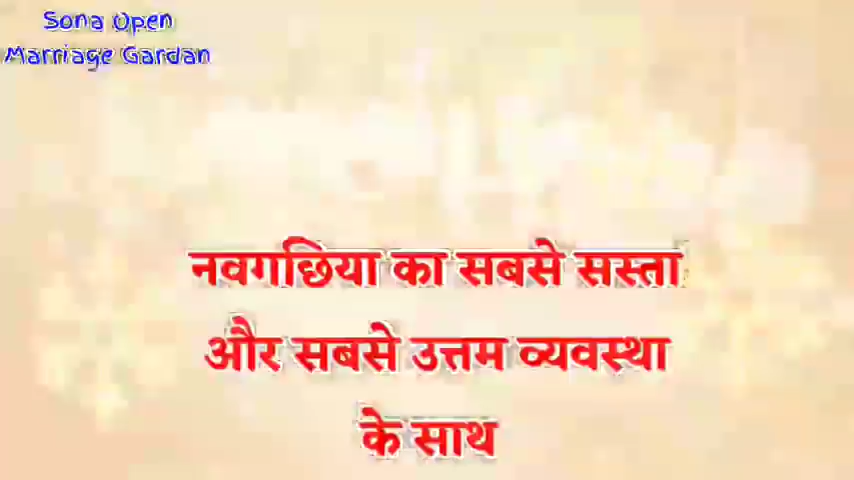 Sona Open
Marriage Gardan
नवगछिया का सबसे सस्ता
और सबसे उत्तम व्यवस्था
के साथ